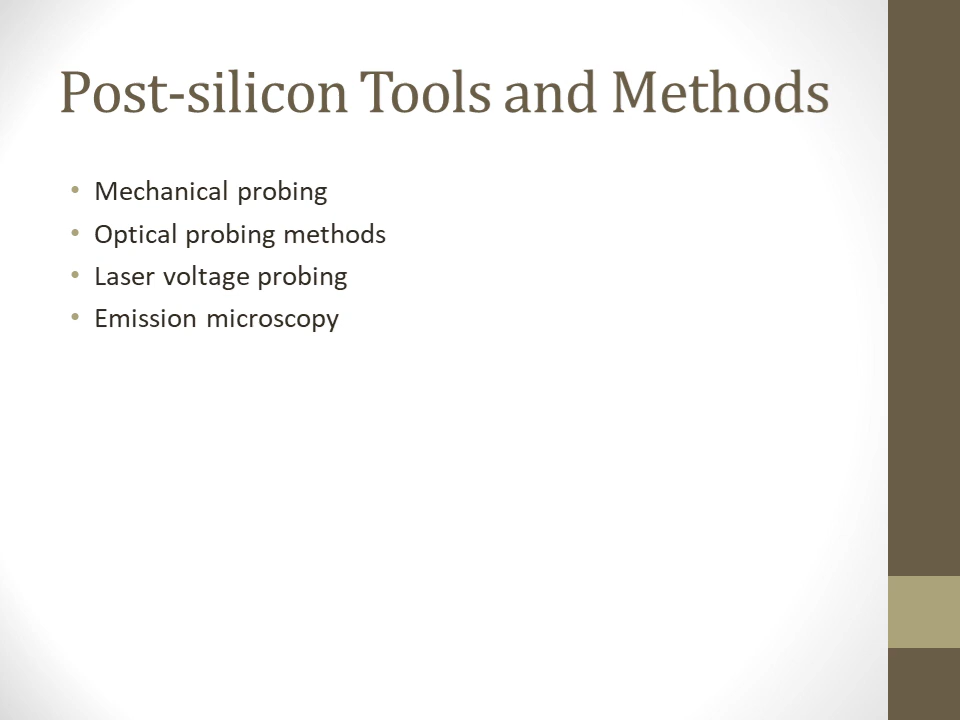 Post-silicon Tools and Methods
• Mechanical probing
• Optical probing methods
• Laser voltage probing
• Emission microscopy